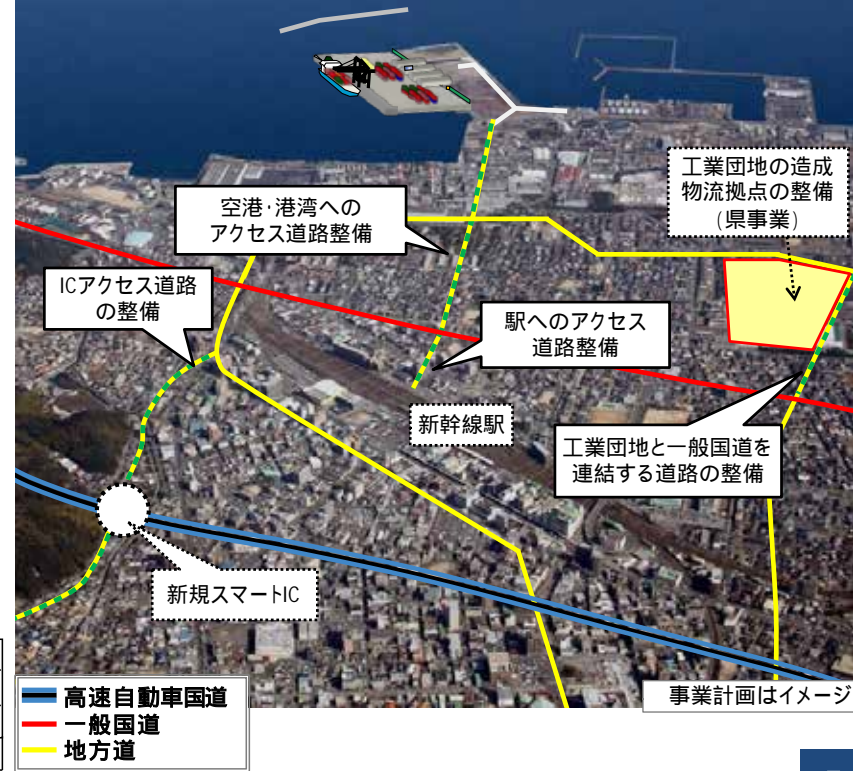 工業団地の造成
物流拠点の整備
(県事業)
空港・港湾への
アクセス道路整備
ICアクセス道路
の整備
駅へのアクセス
道路整備
新幹線駅
工業団地と一般国道を
連結する道路の整備
新規スマートIC
事業計画はイメージ
高速自動車国道
一般国道
地方道